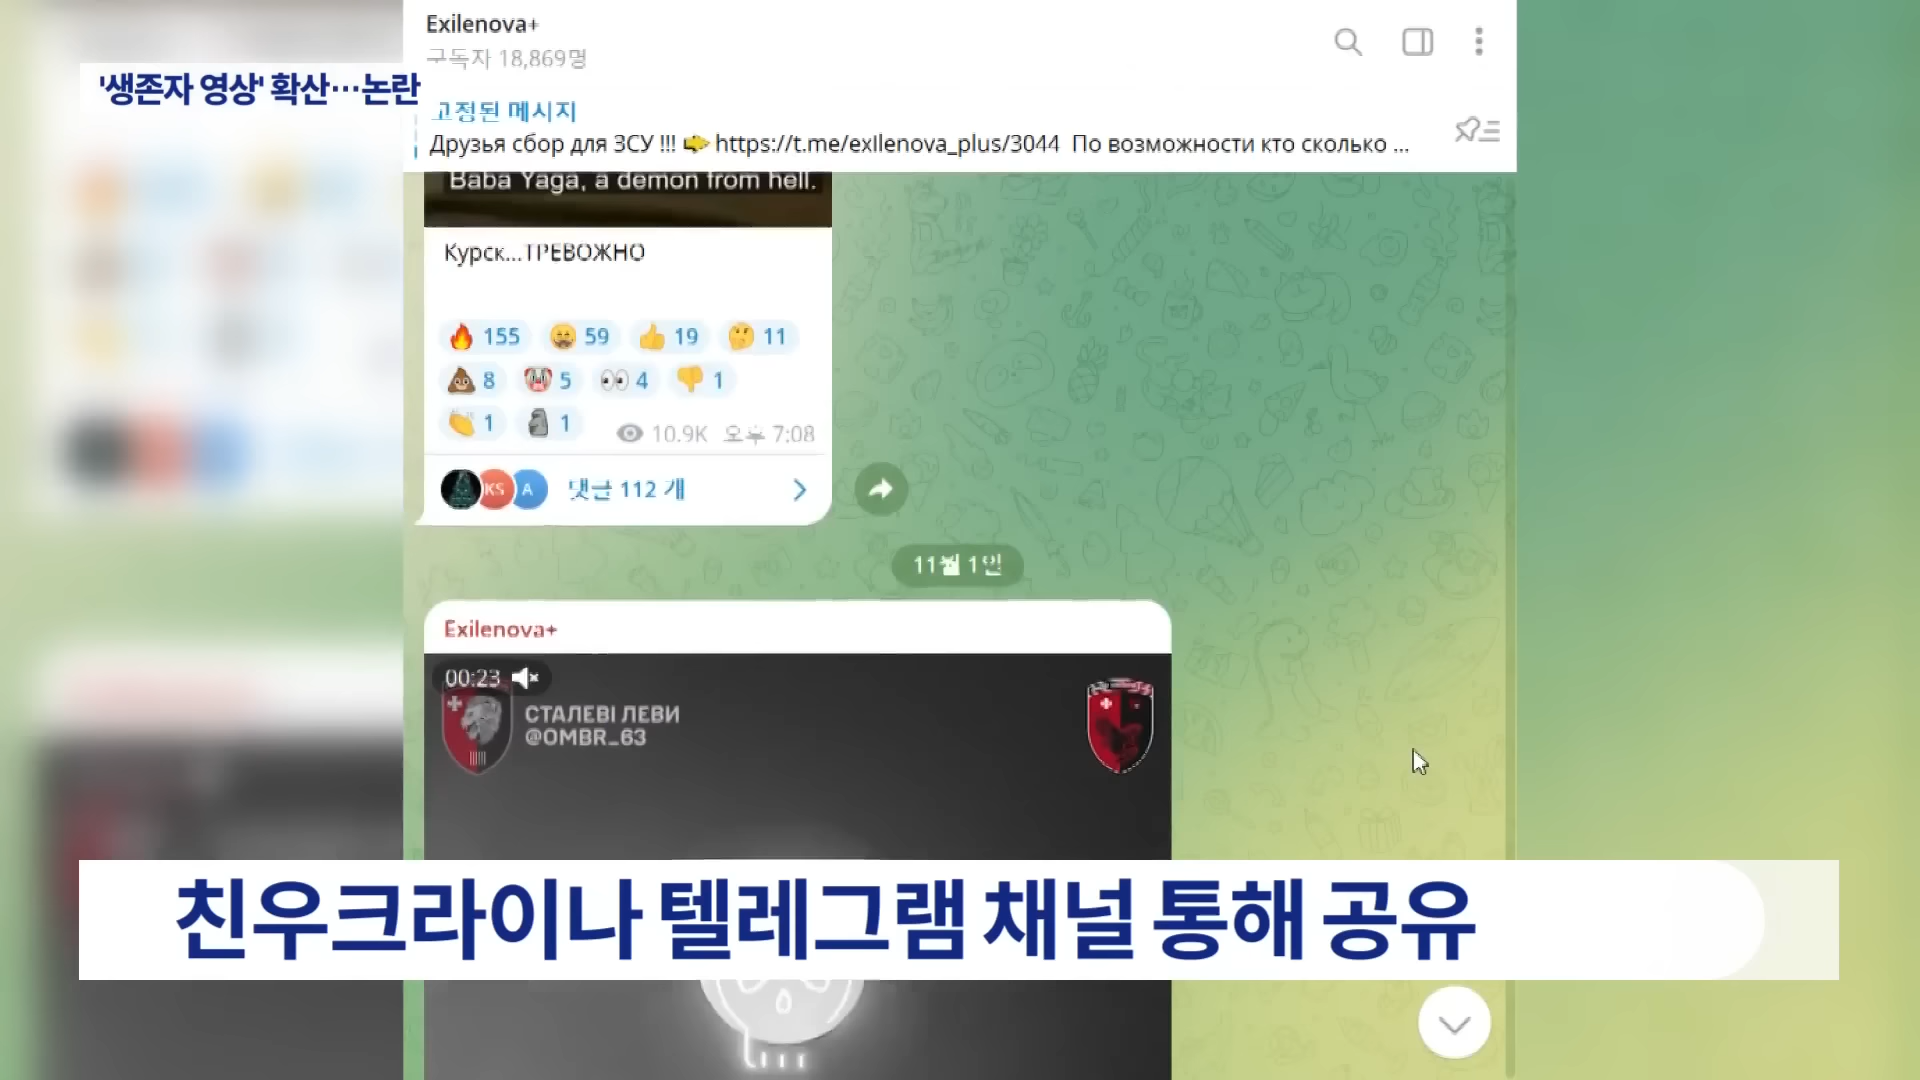 Exilenova+
구독자 18,869명
'생존자 영상' 확산…논란
고정된 메시지
Друзья сбор для ЗСУ !!! 👉 https://t.me/exilenova_plus/3044 По возможности кто сколько ...
Baba Yaga, a demon from hell.
Курск...ТРЕВОЖНО
🔥 155 😁 59 👍 19 🤔 11
💩 8 🤡 5 👀 4 👎 1
👏 1 🗿 1 10.9K 오후 7:08
KS A 댓글 112 개
11월 1일
Exilenova+
00:23
СТАЛЕВІ ЛЕВИ
@OMBR_63
친우크라이나 텔레그램 채널 통해 공유